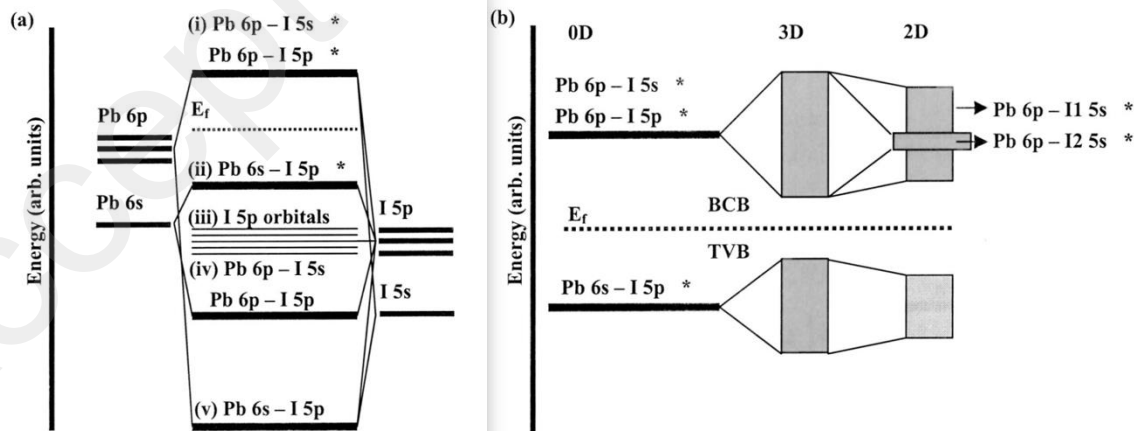 (a)
(i) Pb 6p – I 5s *
Pb 6p – I 5p *
E_f
Pb 6p
(ii) Pb 6s – I 5p *
Pb 6s
(iii) I 5p orbitals
I 5p
(iv) Pb 6p – I 5s
Pb 6p – I 5p
I 5s
(v) Pb 6s – I 5p
Energy (arb. units)
(b)
0D 3D 2D
Pb 6p – I 5s *
Pb 6p – I 5p *
Pb 6p – I1 5s *
Pb 6p – I2 5s *
BCB
E_f
TVB
Pb 6s – I 5p *
Energy (arb. units)